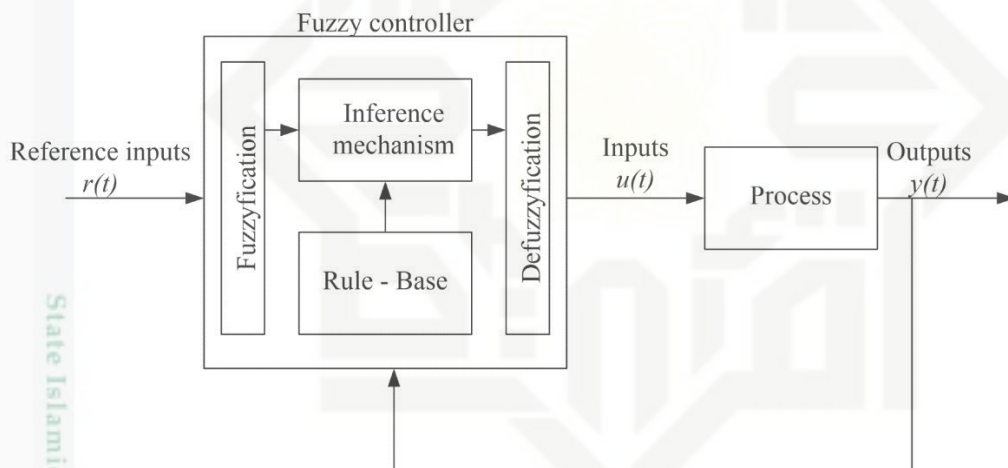 Fuzzy controller
Reference inputs
r(t)
Fuzzyfication
Inference
mechanism
Rule - Base
Defuzzyfication
Inputs
u(t)
Process
Outputs
y(t)
State Islami